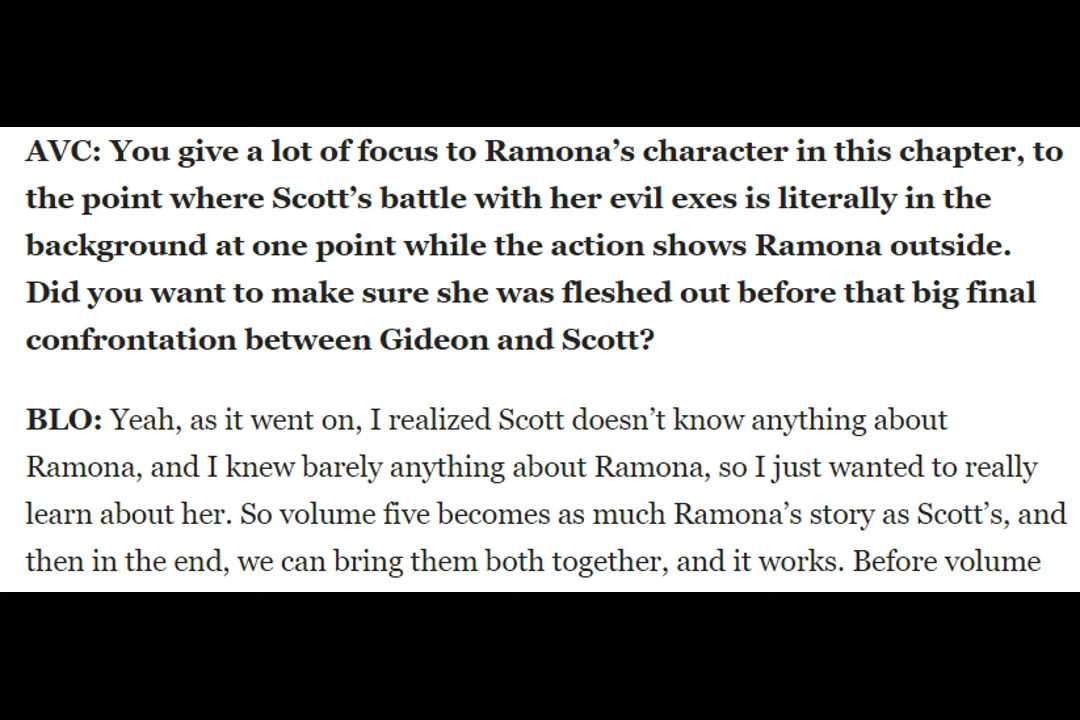 AVC: You give a lot of focus to Ramona’s character in this chapter, to
the point where Scott’s battle with her evil exes is literally in the
background at one point while the action shows Ramona outside.
Did you want to make sure she was fleshed out before that big final
confrontation between Gideon and Scott?
BLO: Yeah, as it went on, I realized Scott doesn’t know anything about
Ramona, and I knew barely anything about Ramona, so I just wanted to really
learn about her. So volume five becomes as much Ramona’s story as Scott’s, and
then in the end, we can bring them both together, and it works. Before volume